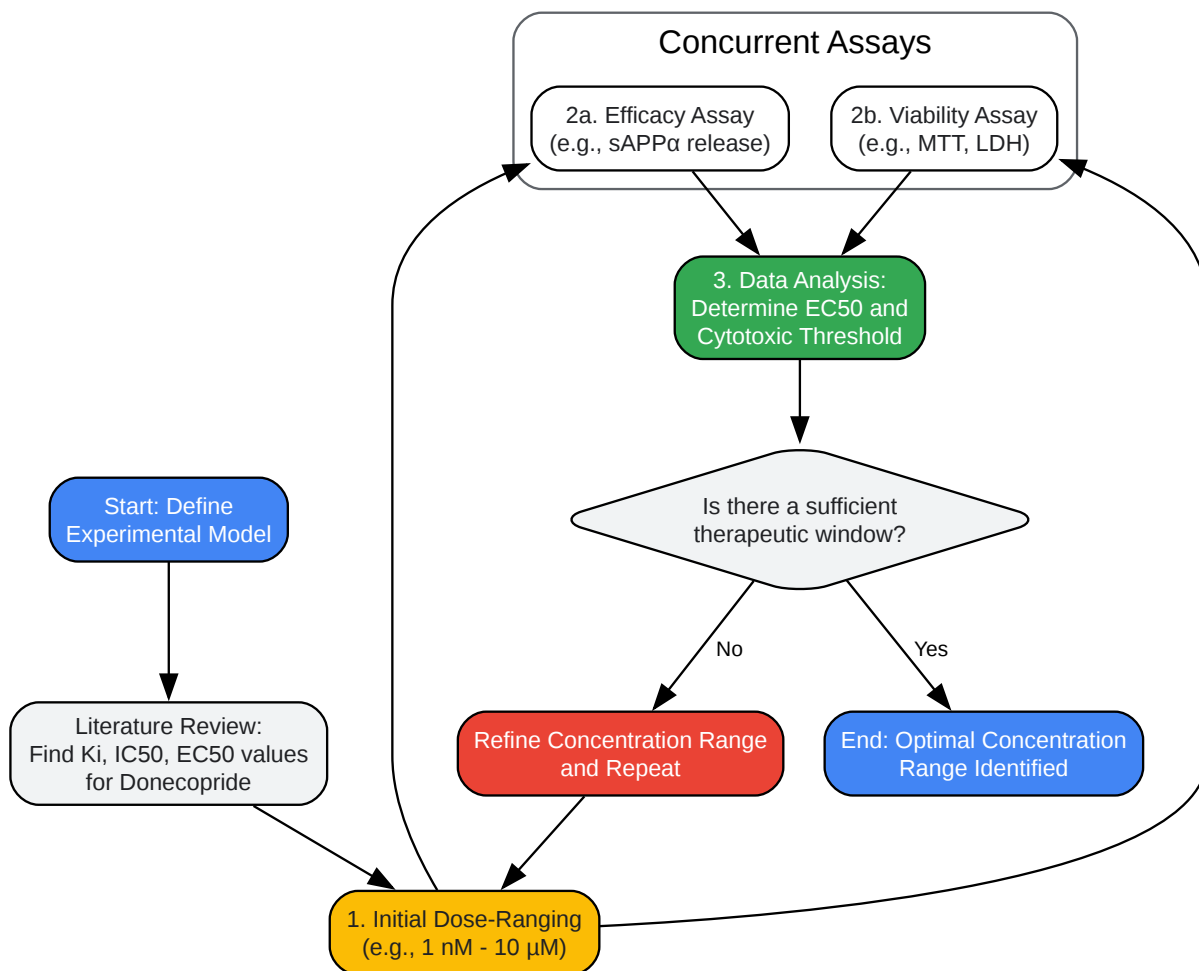 Concurrent Assays
2a. Efficacy Assay
(e.g., sAPPα release)
2b. Viability Assay
(e.g., MTT, LDH)
3. Data Analysis:
Determine EC50 and
Cytotoxic Threshold
Start: Define
Experimental Model
Is there a sufficient
therapeutic window?
No
Yes
Literature Review:
Find Ki, IC50, EC50 values
for Donecopride
Refine Concentration Range
and Repeat
End: Optimal Concentration
Range Identified
1. Initial Dose-Ranging
(e.g., 1 nM - 10 µM)